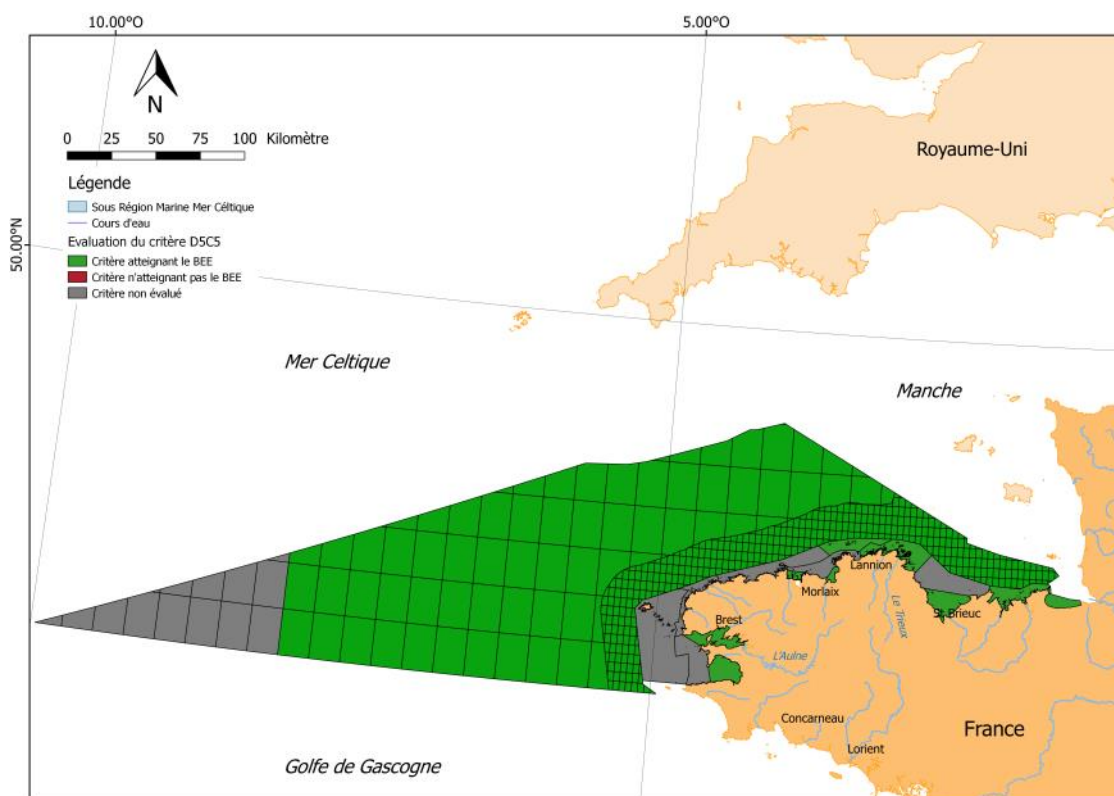 10.00°O
5.00°O
50.00°N
N
0 25 50 75 100 Kilomètre
Légende
Sous Région Marine Mer Céltique
Cours d'eau
Evaluation du critère D5C5
Critère atteignant le BEE
Critère n'atteignant pas le BEE
Critère non évalué
Royaume-Uni
Mer Celtique
Manche
Lannion
Morlaix
St Brieuc
Le Trieux
Brest
L'Aulne
Concarneau
Lorient
France
Golfe de Gascogne